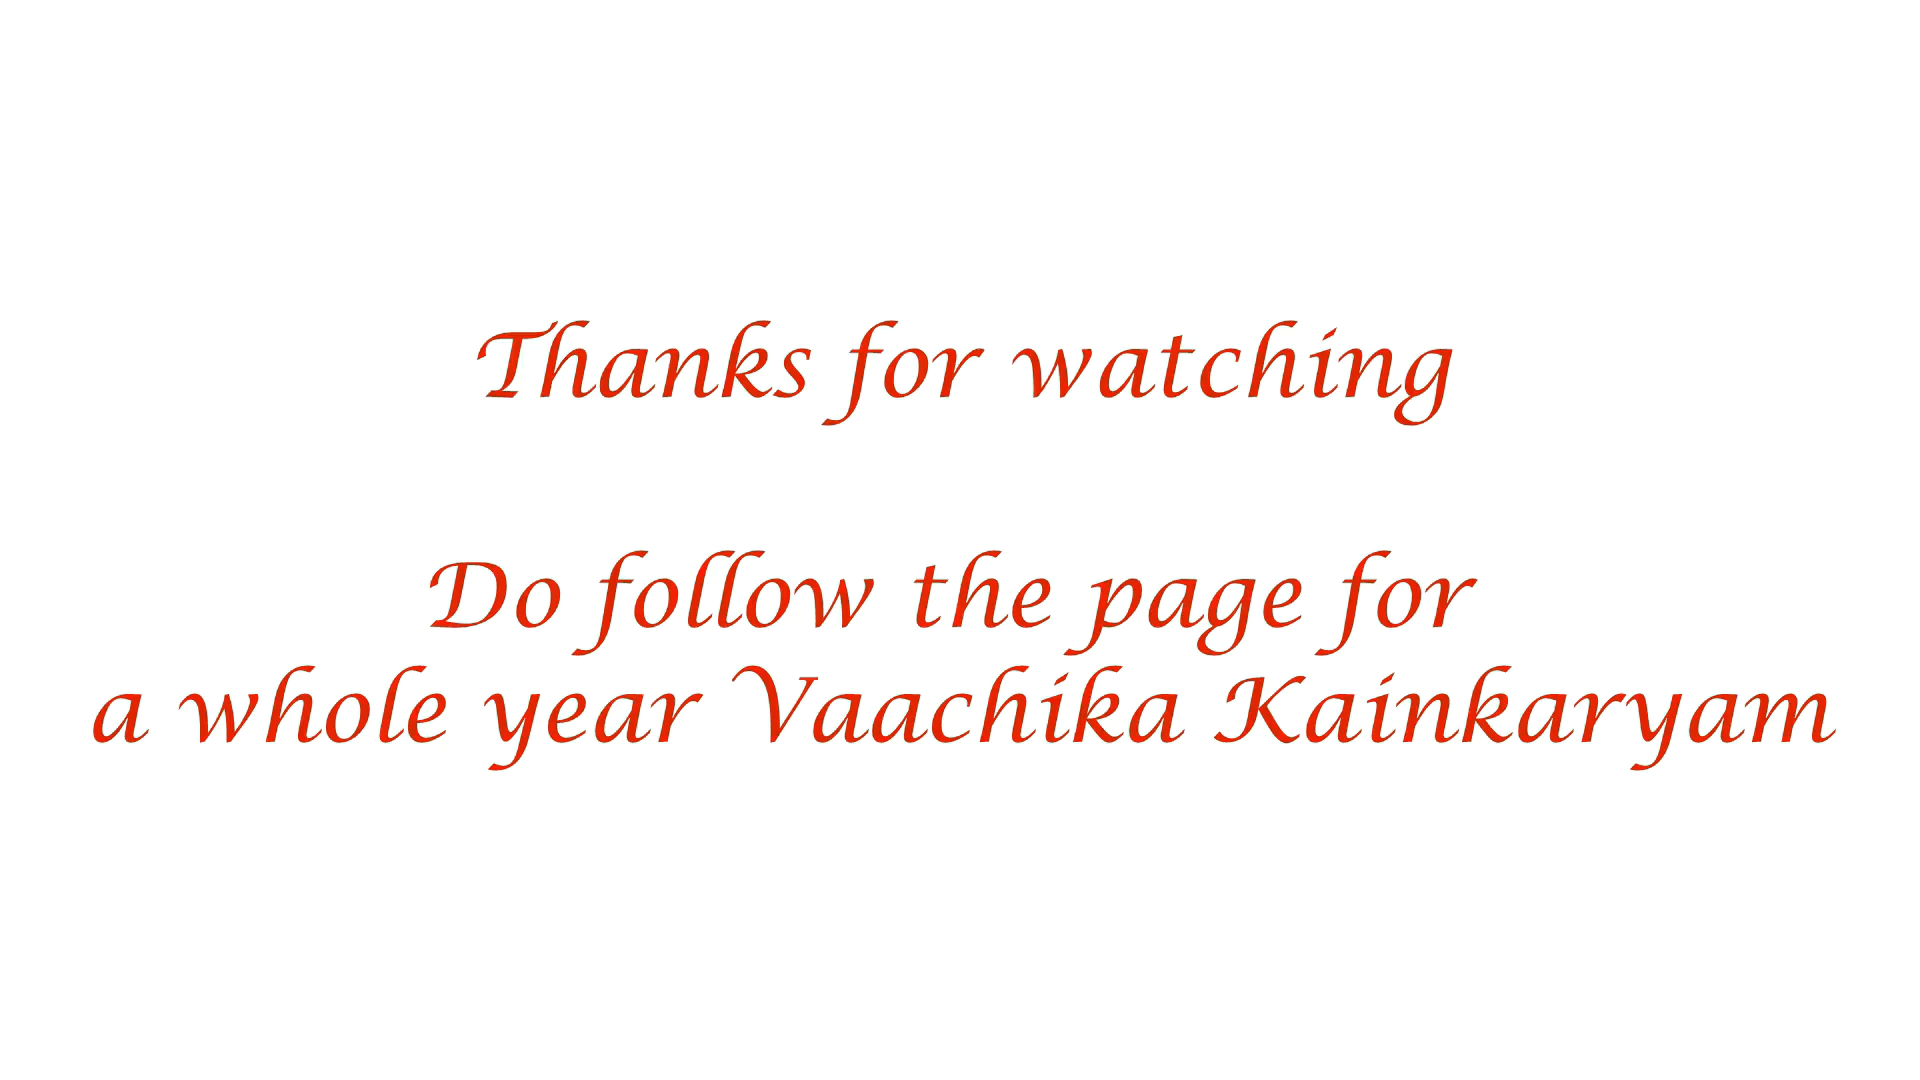 Thanks for watching
Do follow the page for
a whole year Vaachika Kainkaryam